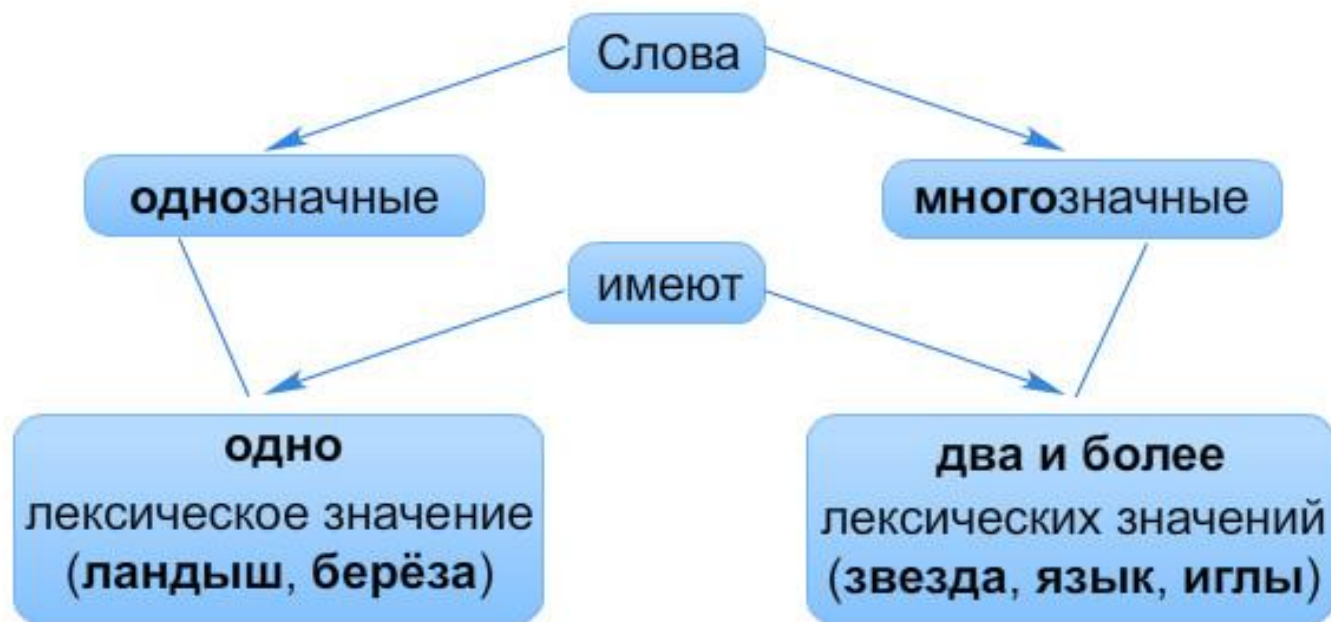 Слова
однозначные
многозначные
имеют
одно
лексическое значение
(ландыш, берёза)
два и более
лексических значений
(звезда, язык, иглы)